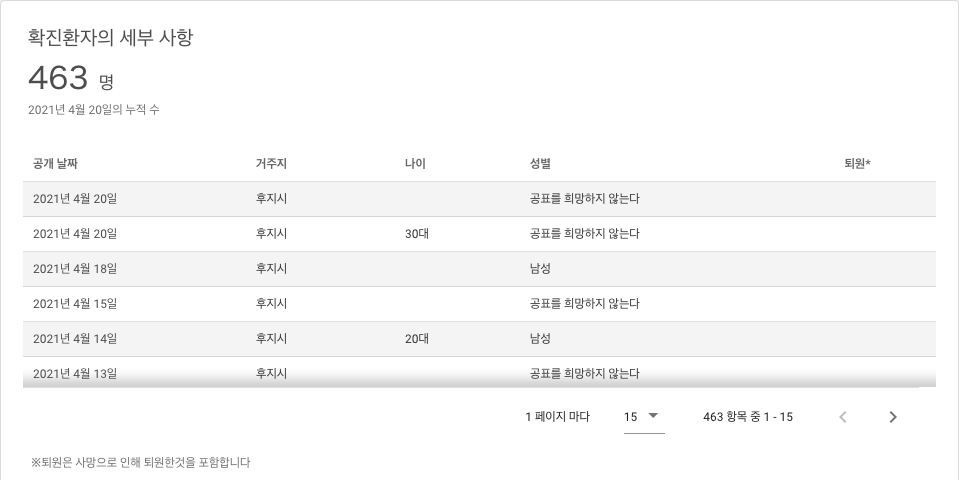 확진환자의 세부 사항
463 명
2021년 4월 20일의 누적 수
공개 날짜 거주지 나이 성별 퇴원*
2021년 4월 20일 후지시 공표를 희망하지 않는다
2021년 4월 20일 후지시 30대 공표를 희망하지 않는다
2021년 4월 18일 후지시 남성
2021년 4월 15일 후지시 공표를 희망하지 않는다
2021년 4월 14일 후지시 20대 남성
2021년 4월 13일 후지시 공표를 희망하지 않는다
1 페이지 마다 15 463 항목 중 1 - 15
※퇴원은 사망으로 인해 퇴원한것을 포함합니다